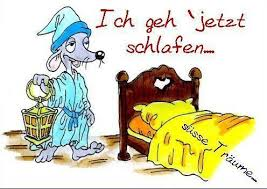 Ich geh 'jetzt
schlafen....
süsse Träume...